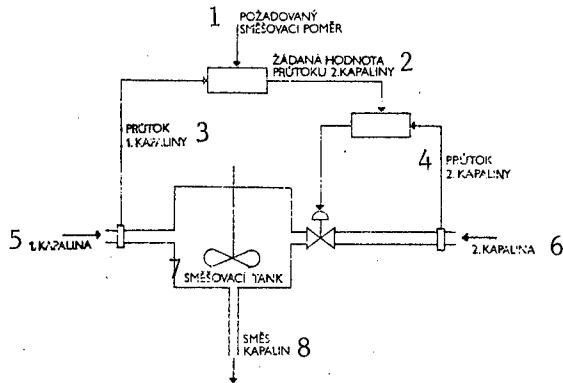 1 POŽADOVANÝ
SMĚŠOVACI POMĚR
ŽÁDANÁ HODNOTA
PRŮTOKU 2.KAPALINY 2
PRŮTOK
1. KAPALINY 3
4 PRŮTOK
2. KAPALINY
5 1. KAPALINA
2. KAPALINA 6
7
SMĚŠOVACÍ TANK
SMĚS
KAPALIN 8